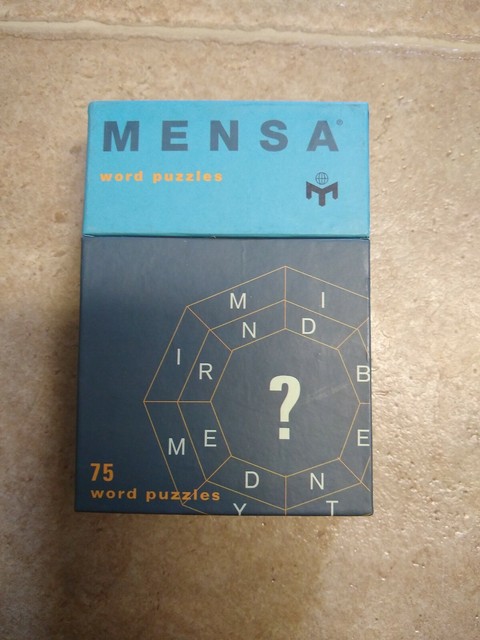 MENSA®
word puzzles
M I
N D
I R B
?
M E E
D N
Y T
75
word puzzles